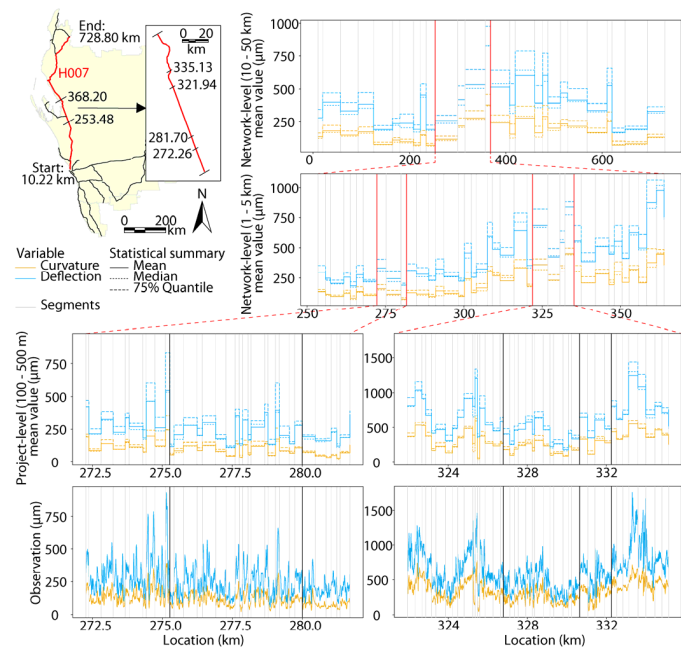 End:
728.80 km
H007
368.20
253.48
Start:
10.22 km
0 20
km
335.13
321.94
281.70
272.26
N
0 200
km
Variable
Curvature
Deflection
Segments
Statistical summary
Mean
Median
75% Quantile
Network-level (10 - 50 km)
mean value (µm)
1000
750
500
250
0 200 400 600
Network-level (1 - 5 km)
mean value (µm)
1000
750
500
250
250 275 300 325 350
Project-level (100 - 500 m)
mean value (µm)
750
500
250
0
272.5 275.0 277.5 280.0
1500
1000
500
0
324 328 332
Observation (µm)
750
500
250
0
272.5 275.0 277.5 280.0
Location (km)
1500
1000
500
0
324 328 332
Location (km)